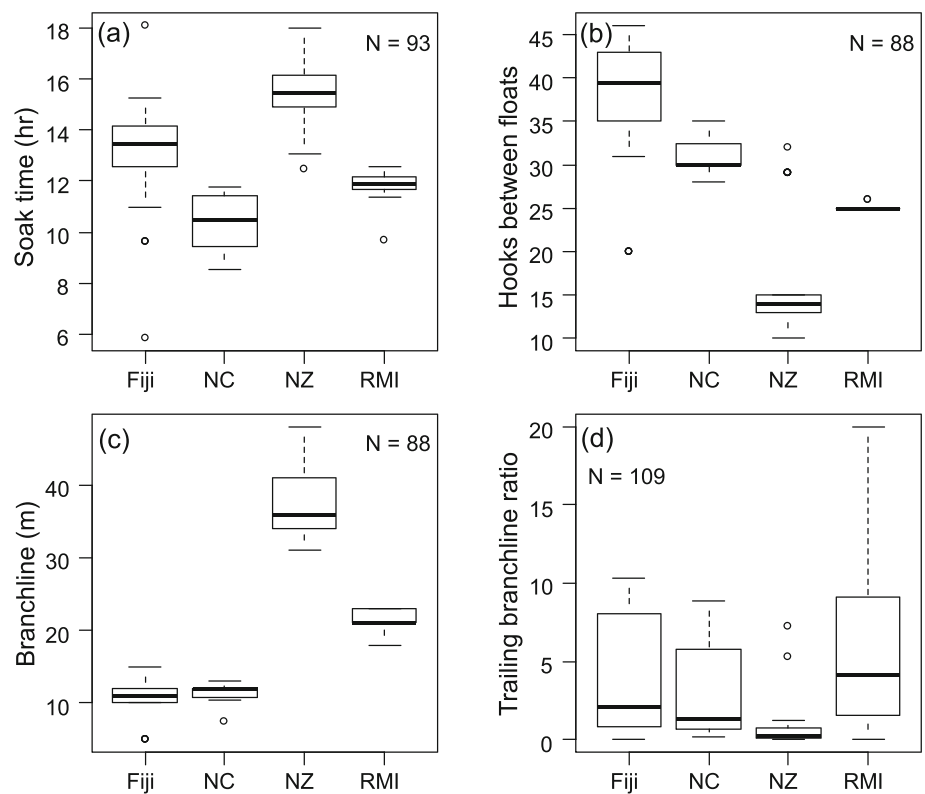 (a)
N = 93
Soak time (hr)
18
16
14
12
10
8
6
Fiji NC NZ RMI
(b)
N = 88
Hooks between floats
45
40
35
30
25
20
15
10
Fiji NC NZ RMI
(c)
N = 88
Branchline (m)
40
30
20
10
Fiji NC NZ RMI
(d)
N = 109
Trailing branchline ratio
20
15
10
5
0
Fiji NC NZ RMI